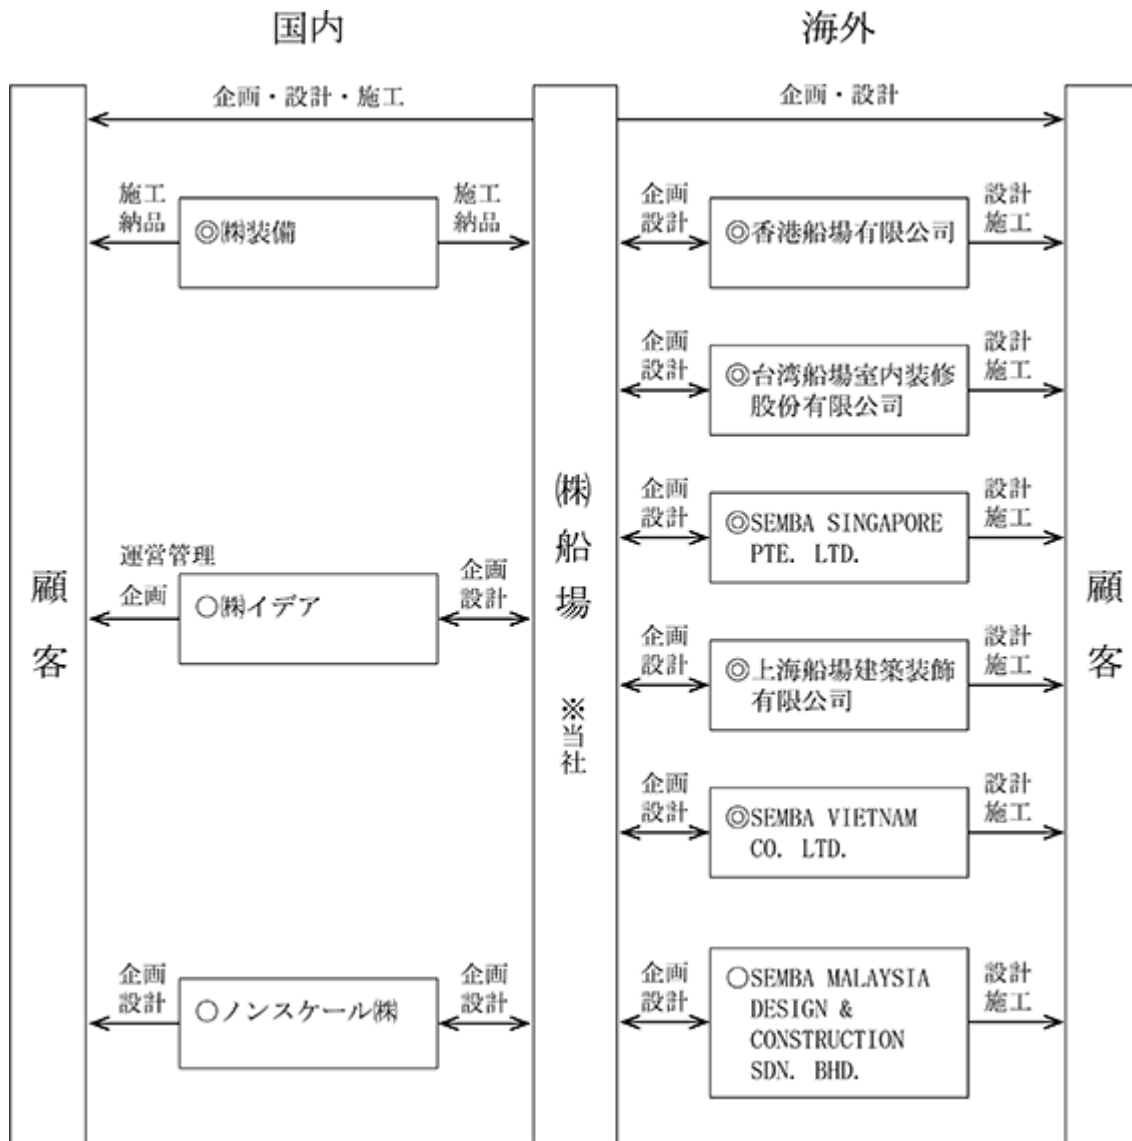 国内
海外
企画・設計・施工
企画・設計
施工
納品
◎㈱装備
施工
納品
企画
設計
◎香港船場有限公司
設計
施工
企画
設計
◎台湾船場室内装修
股份有限公司
設計
施工
企画
設計
◎SEMBA SINGAPORE
PTE. LTD.
設計
施工
運営管理
企画
○㈱イデア
企画
設計
企画
設計
◎上海船場建築装飾
有限公司
設計
施工
企画
設計
◎SEMBA VIETNAM
CO. LTD.
設計
施工
企画
設計
○ノンスケール㈱
企画
設計
企画
設計
○SEMBA MALAYSIA
DESIGN &
CONSTRUCTION
SDN. BHD.
設計
施工
顧客
㈱船場 ※当社
顧客